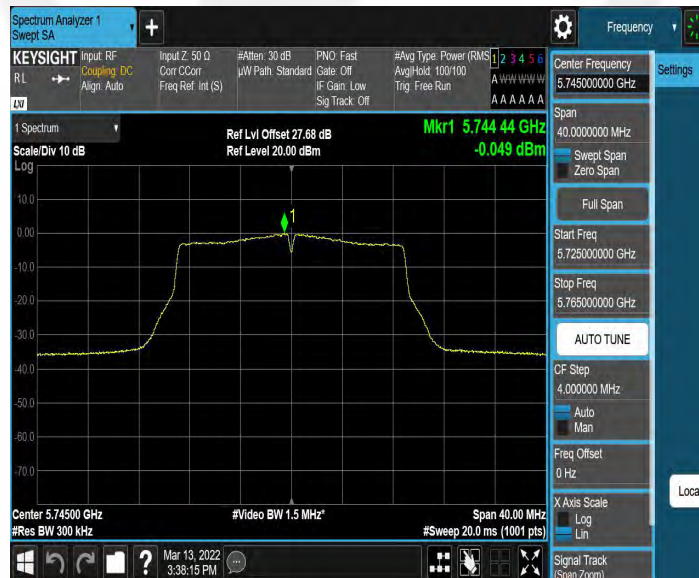 Spectrum Analyzer 1
Swept SA
+
Frequency
KEYSIGHT
RL
LXI
Input: RF
Coupling: DC
Align: Auto
Input Z: 50 Ω
Corr CCorr
Freq Ref: Int (S)
#Atten: 30 dB
µW Path: Standard
PNO: Fast
Gate: Off
IF Gain: Low
Sig Track: Off
#Avg Type: Power (RMS
Avg|Hold: 100/100
Trig: Free Run
1 2 3 4 5 6
A W W W W W
A A A A A A
1 Spectrum
Scale/Div 10 dB
Log
Ref Lvl Offset 27.68 dB
Ref Level 20.00 dBm
Mkr1 5.744 44 GHz
-0.049 dBm
1
10.0
0.00
-10.0
-20.0
-30.0
-40.0
-50.0
-60.0
-70.0
Center 5.74500 GHz
#Res BW 300 kHz
#Video BW 1.5 MHz*
Span 40.00 MHz
#Sweep 20.0 ms (1001 pts)
?
Mar 13, 2022
3:38:15 PM
Center Frequency
5.745000000 GHz
Settings
Span
40.0000000 MHz
Swept Span
Zero Span
Full Span
Start Freq
5.725000000 GHz
Stop Freq
5.765000000 GHz
AUTO TUNE
CF Step
4.000000 MHz
Auto
Man
Freq Offset
0 Hz
X Axis Scale
Log
Lin
Loca
Signal Track
(Span Zoom)